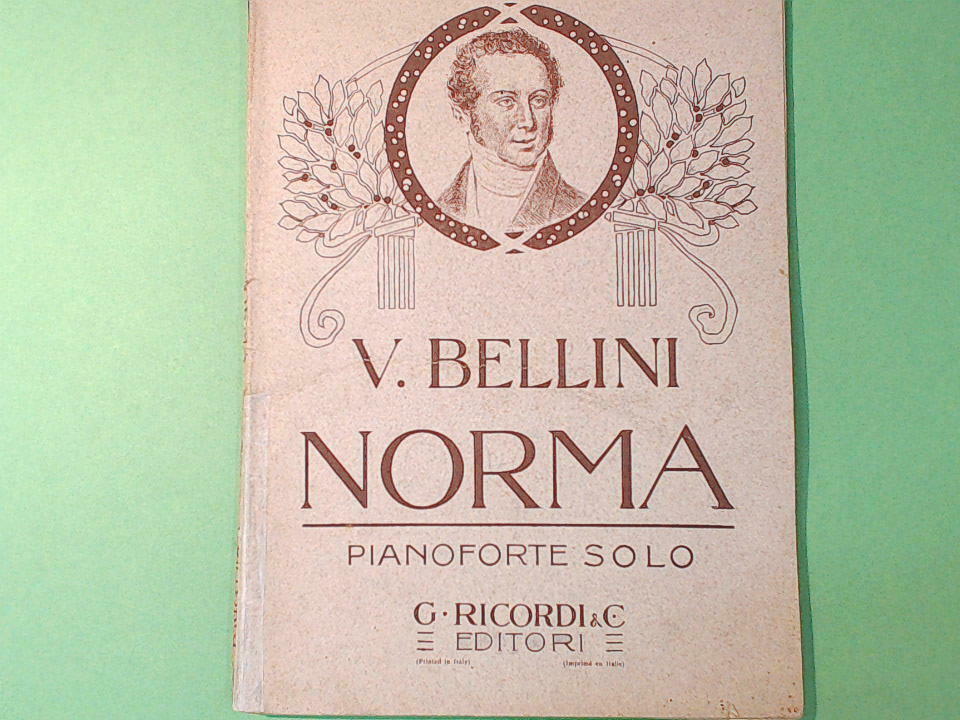 V. BELLINI
NORMA
PIANOFORTE SOLO
G. RICORDI & C.
EDITORI
(Printed in Italy) (Imprimé en Italie)